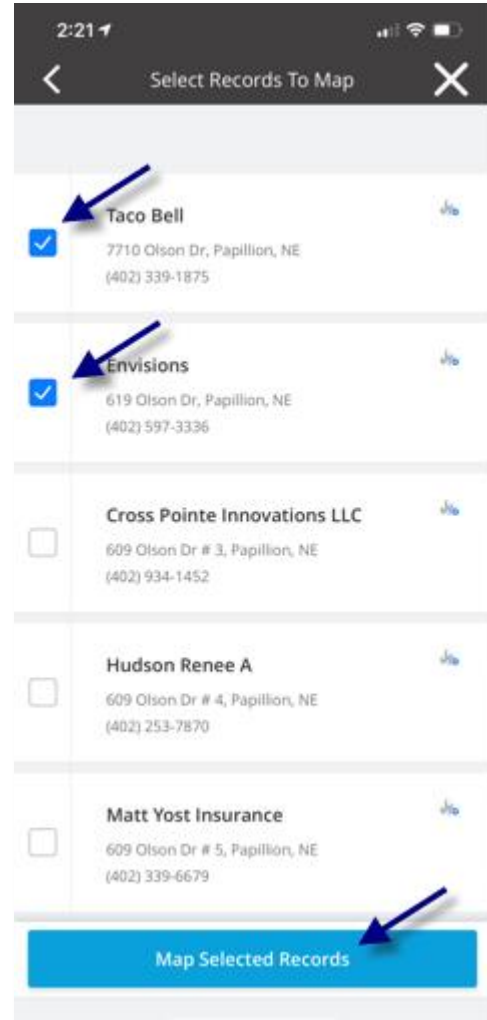 2:21
Select Records To Map
Taco Bell
7710 Olson Dr, Papillion, NE
(402) 339-1875
Envisions
619 Olson Dr, Papillion, NE
(402) 597-3336
Cross Pointe Innovations LLC
609 Olson Dr # 3, Papillion, NE
(402) 934-1452
Hudson Renee A
609 Olson Dr # 4, Papillion, NE
(402) 253-7870
Matt Yost Insurance
609 Olson Dr # 5, Papillion, NE
(402) 339-6679
Map Selected Records